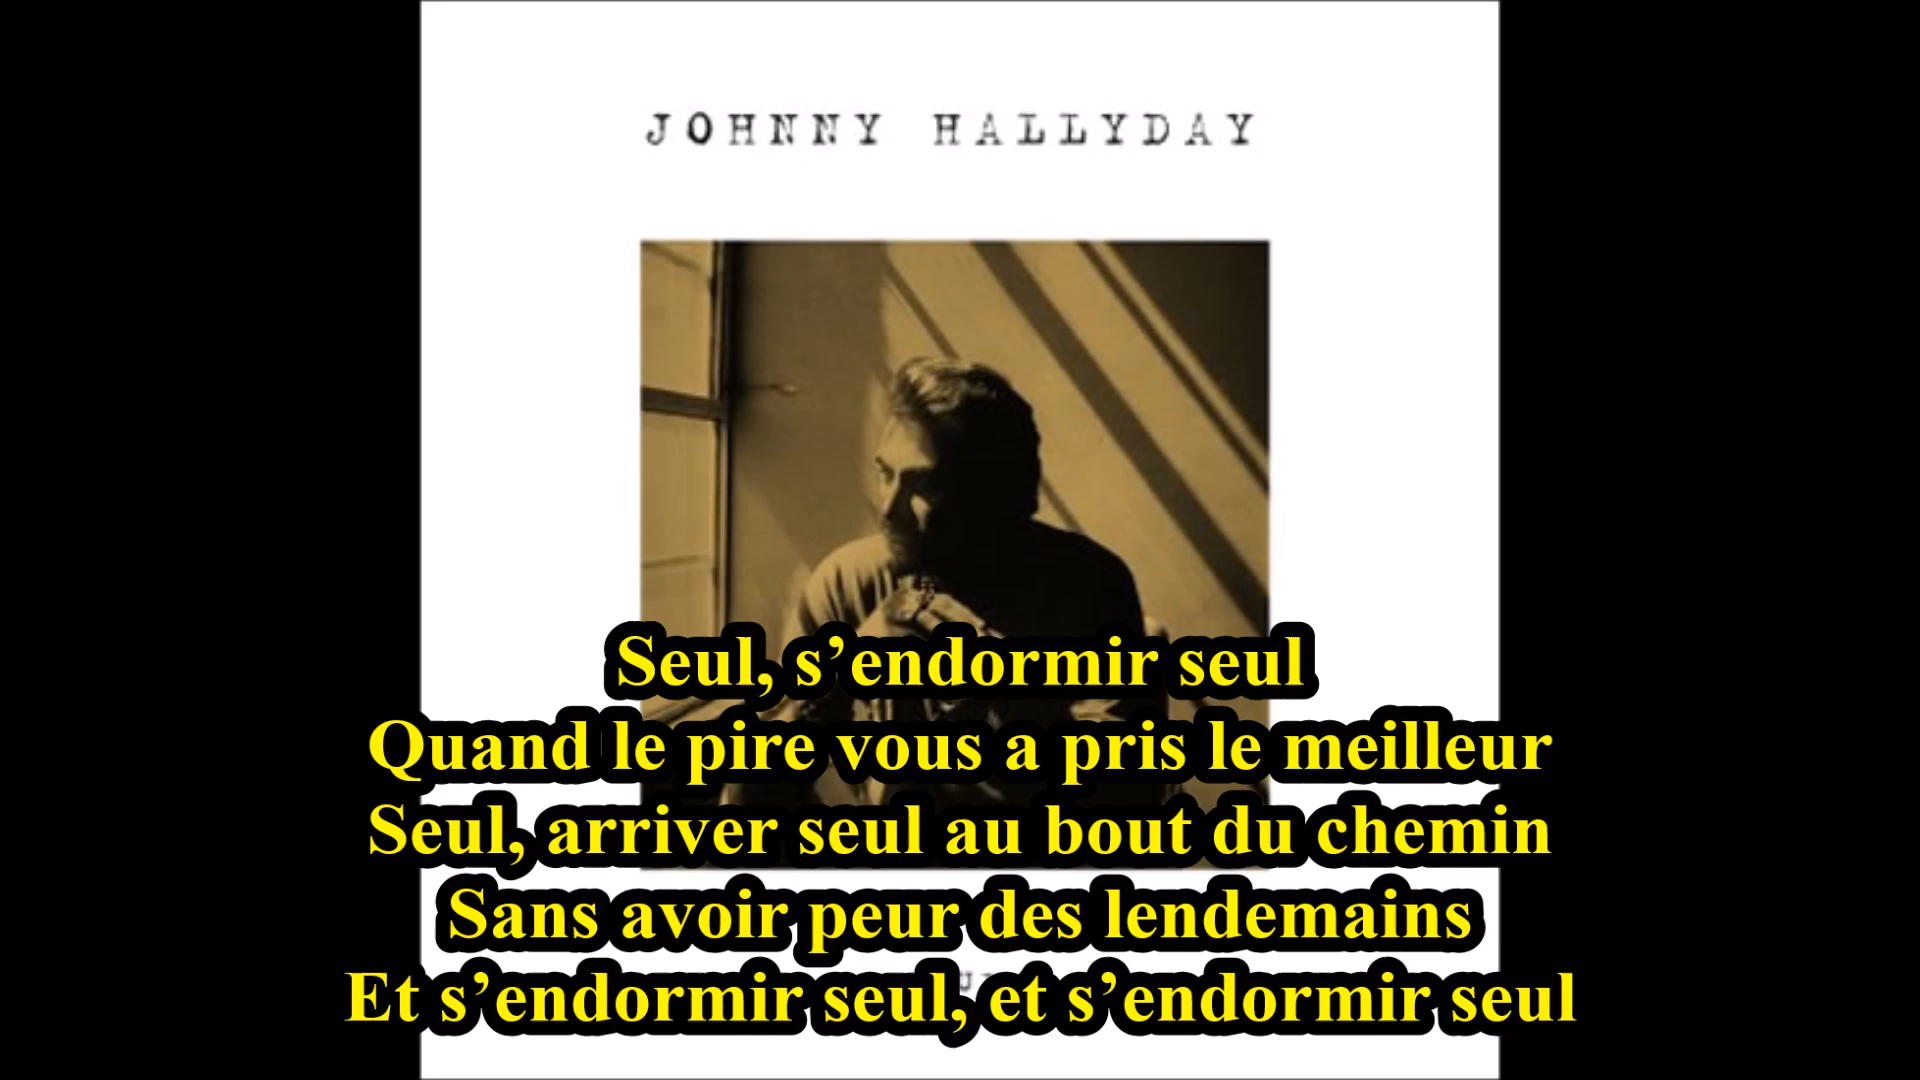 JOHNNY HALLYDAY
Seul, s’endormir seul
Quand le pire vous a pris le meilleur
Seul, arriver seul au bout du chemin
Sans avoir peur des lendemains
Et s’endormir seul, et s’endormir seul